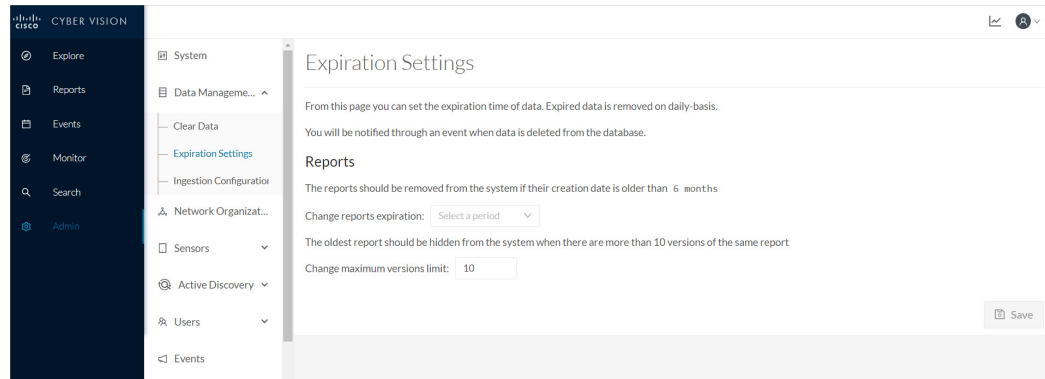 cisco CYBER VISION
Explore
Reports
Events
Monitor
Search
Admin
System
Data Manageme...
Clear Data
Expiration Settings
Ingestion Configuration
Network Organizat...
Sensors
Active Discovery
Users
Events
Expiration Settings
From this page you can set the expiration time of data. Expired data is removed on daily-basis.
You will be notified through an event when data is deleted from the database.
Reports
The reports should be removed from the system if their creation date is older than 6 months
Change reports expiration: Select a period
The oldest report should be hidden from the system when there are more than 10 versions of the same report
Change maximum versions limit: 10
Save